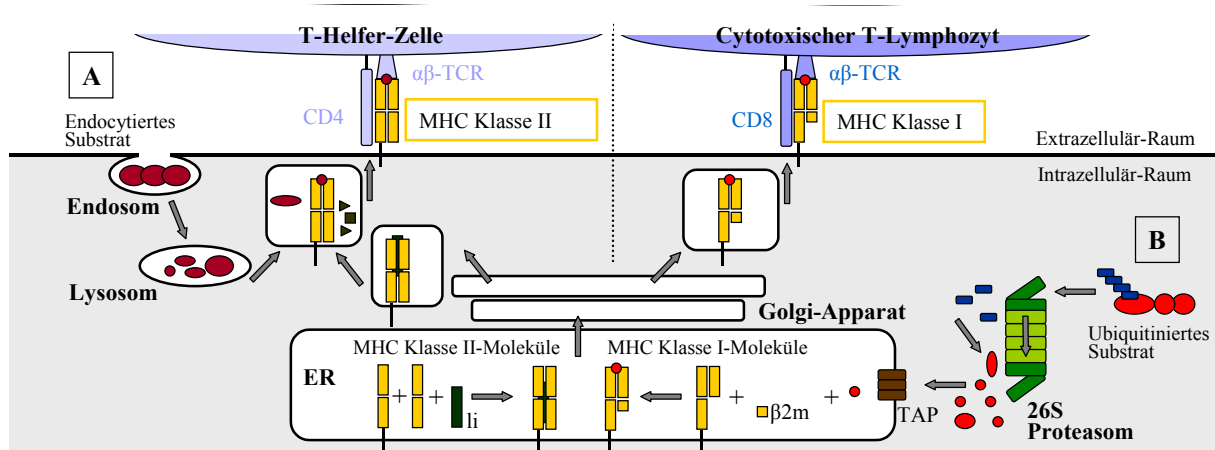 T-Helfer-Zelle
Cytotoxischer T-Lymphozyt
A
αβ-TCR
αβ-TCR
CD4
MHC Klasse II
CD8
MHC Klasse I
Endocytiertes
Substrat
Extrazellulär-Raum
Intrazellulär-Raum
Endosom
B
Lysosom
Golgi-Apparat
Ubiquitiniertes
Substrat
MHC Klasse II-Moleküle
MHC Klasse I-Moleküle
ER
+
+
li
+
β2m
+
TAP
26S
Proteasom